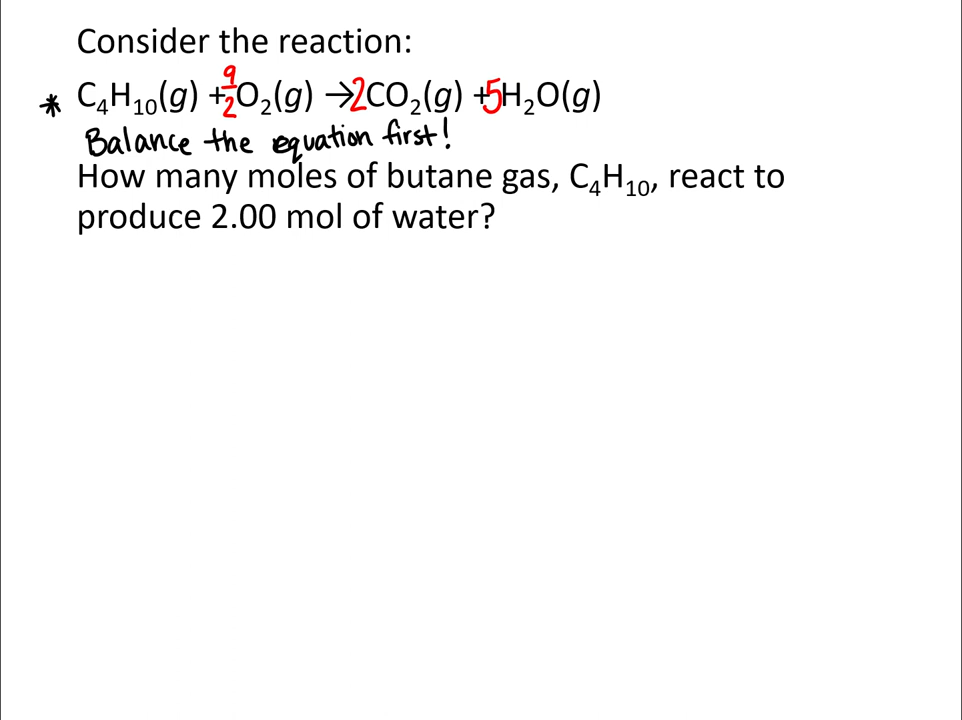 Consider the reaction:
* C₄H₁₀(g) + 9/2 O₂(g) → 2CO₂(g) + 5H₂O(g)
Balance the equation first!
How many moles of butane gas, C₄H₁₀, react to
produce 2.00 mol of water?